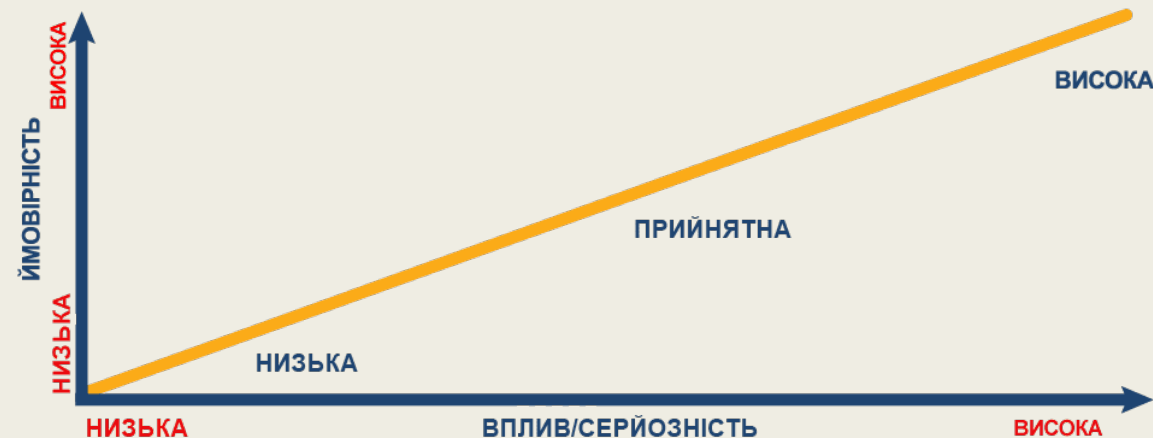 ВИСОКА
ЙМОВІРНІСТЬ
НИЗЬКА
ВИСОКА
ПРИЙНЯТНА
НИЗЬКА
НИЗЬКА
ВПЛИВ/СЕРЙОЗНІСТЬ
ВИСОКА